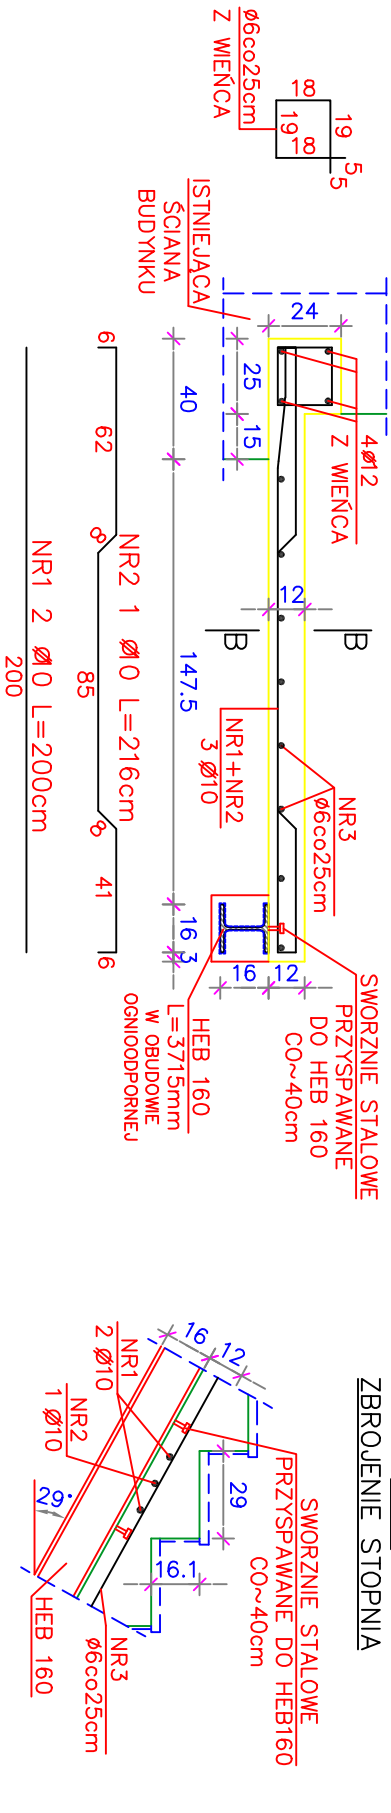 ZBROJENIE STOPNIA
18
19
19
18
5
5
ø6co25cm
Z WIEŃCA
ISTNIEJĄCA
ŚCIANA
BUDYNKU
24
25
15
40
4ø12
Z WIEŃCA
12
B
B
147.5
NR1+NR2
3 ø10
NR3
ø6co25cm
16
3
16
12
SWORZNIE STALOWE
PRZYSPAWANE
DO HEB 160
CO~40cm
HEB 160
L=3715mm
W OBUDOWIE
OGNIOODPORNEJ
6
62
8
85
8
41
6
NR2 1 Ø10 L=216cm
NR1 2 Ø10 L=200cm
200
16
12
NR1
2 ø10
NR2
1 ø10
29
16.1
29°
SWORZNIE STALOWE
PRZYSPAWANE DO HEB160
CO~40cm
NR3
ø6co25cm
HEB 160